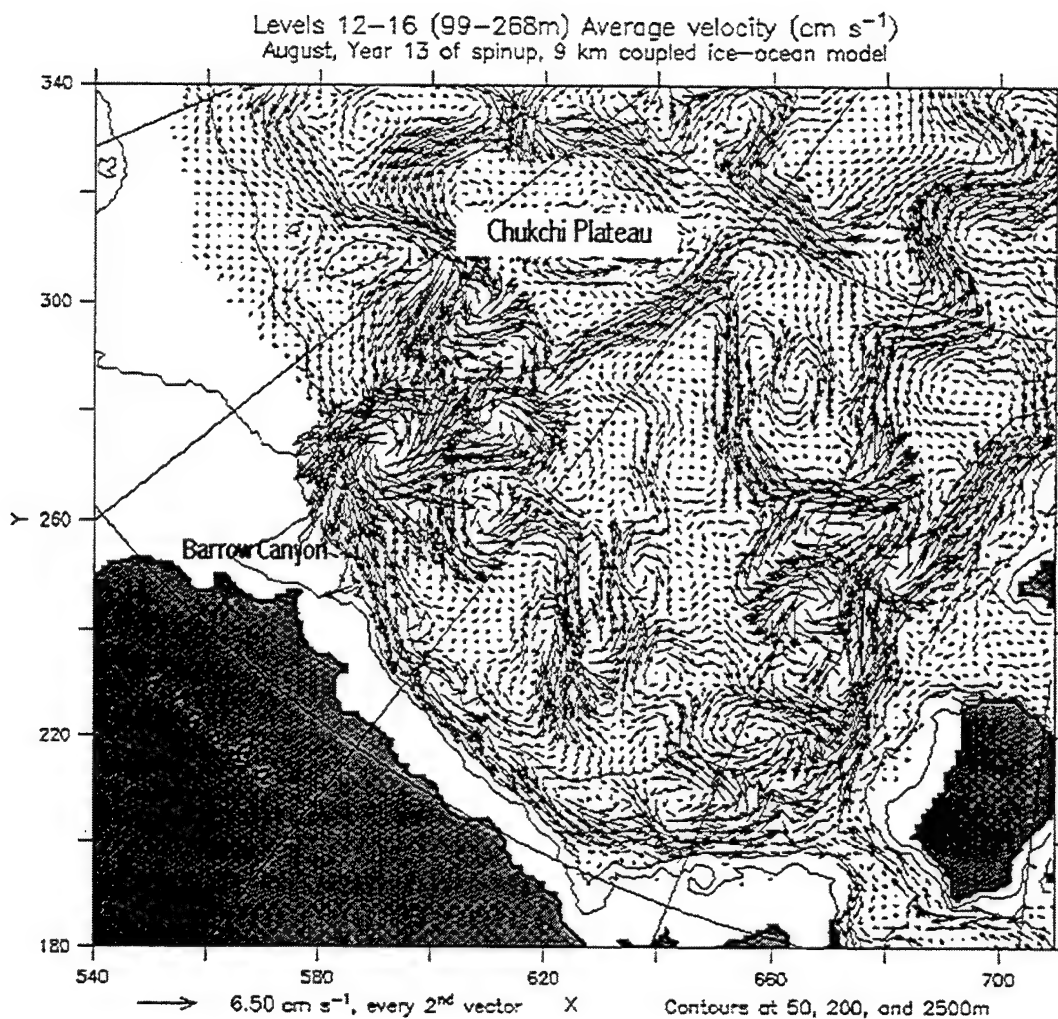 Levels 12-16 (99-268m) Average velocity (cm s⁻¹)
August, Year 13 of spinup, 9 km coupled ice-ocean model
340
Chukchi Plateau
300
Y
260
Barrow Canyon
220
180
540 580 620 660 700
6.50 cm s⁻¹, every 2ⁿᵈ vector X Contours at 50, 200, and 2500m